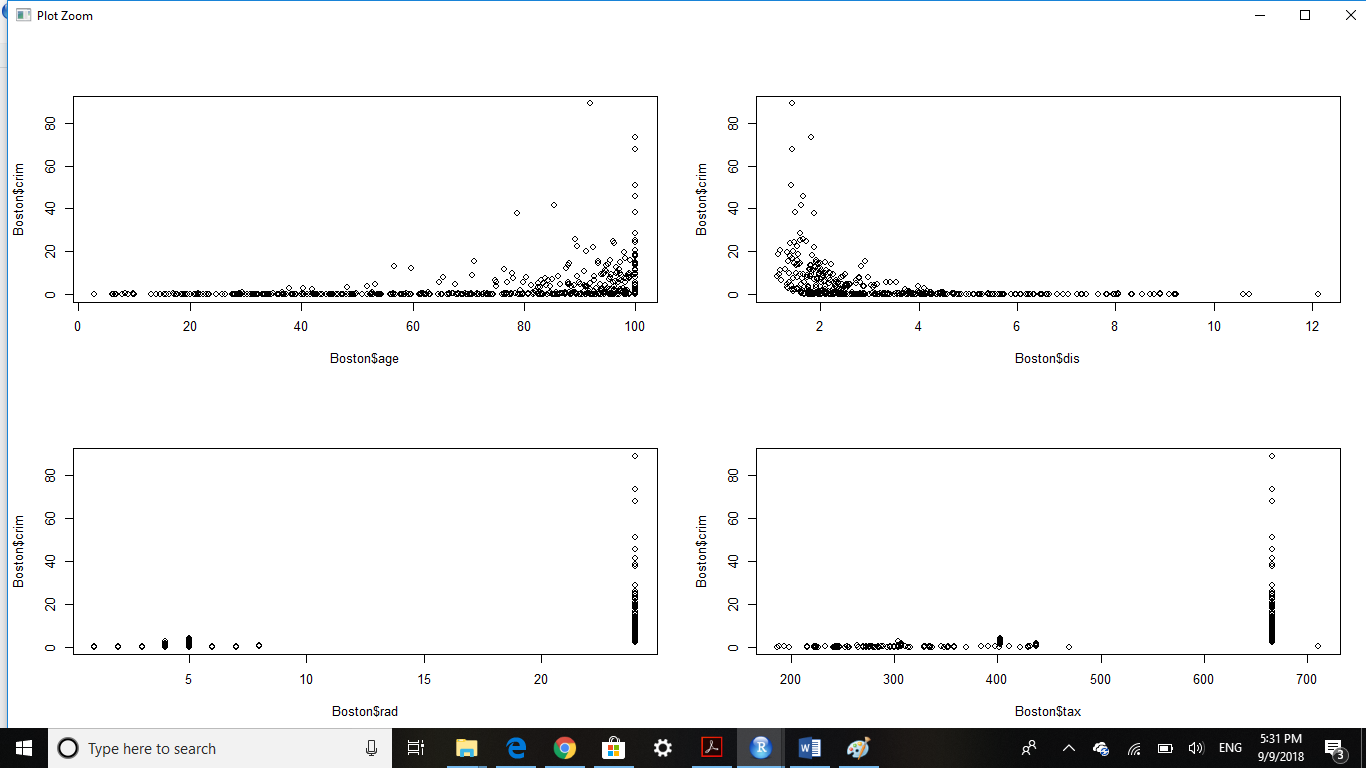 Plot Zoom
Boston$crim
0 20 40 60 80
0 20 40 60 80 100
Boston$age
Boston$crim
0 20 40 60 80
2 4 6 8 10 12
Boston$dis
Boston$crim
0 20 40 60 80
5 10 15 20
Boston$rad
Boston$crim
0 20 40 60 80
200 300 400 500 600 700
Boston$tax
Type here to search
R
W
ENG
5:31 PM
9/9/2018
3